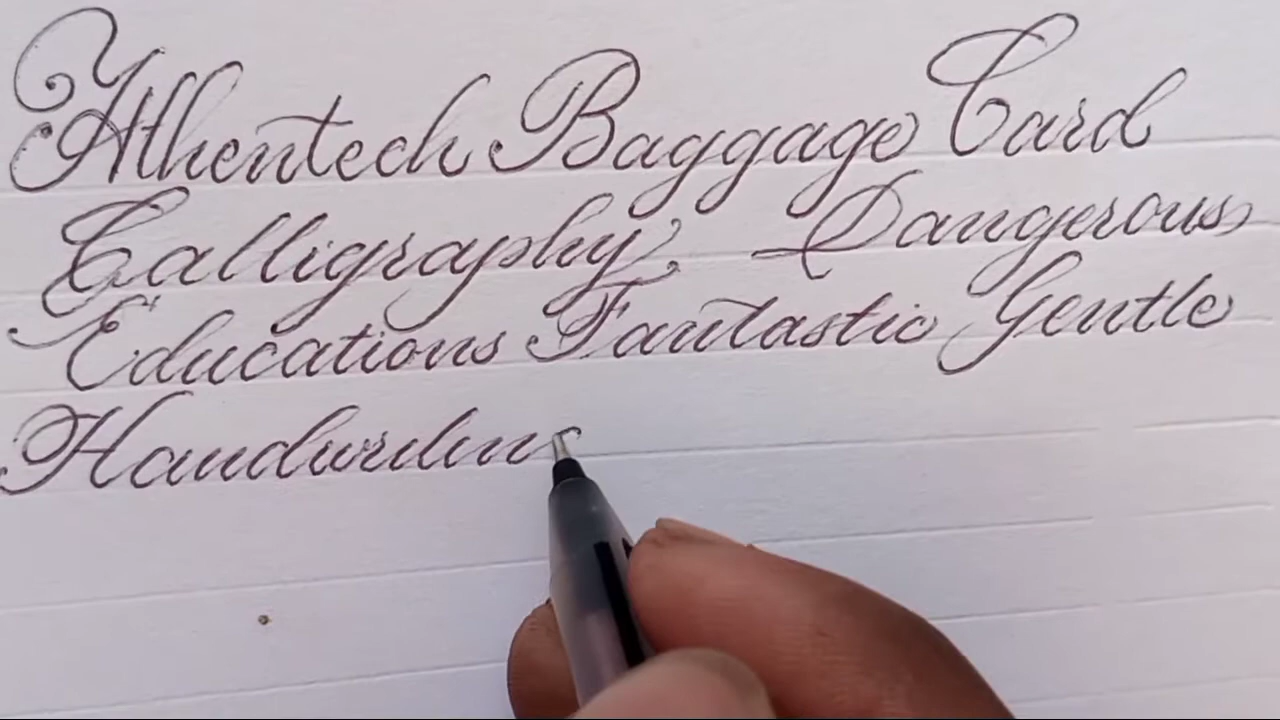 Athentech Baggage Card
Calligraphy, Dangerous
Educations Fantastic Gentle